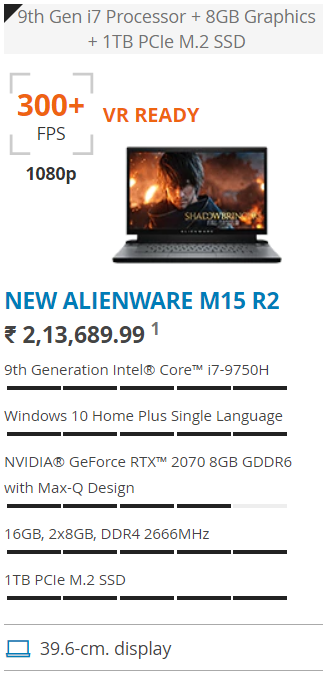 9th Gen i7 Processor + 8GB Graphics
+ 1TB PCIe M.2 SSD
300+
FPS
VR READY
1080p
SHADOWBRINGERS
ALIENWARE
NEW ALIENWARE M15 R2
₹ 2,13,689.99 1
9th Generation Intel® Core™ i7-9750H
Windows 10 Home Plus Single Language
NVIDIA® GeForce RTX™ 2070 8GB GDDR6
with Max-Q Design
16GB, 2x8GB, DDR4 2666MHz
1TB PCIe M.2 SSD
39.6-cm. display